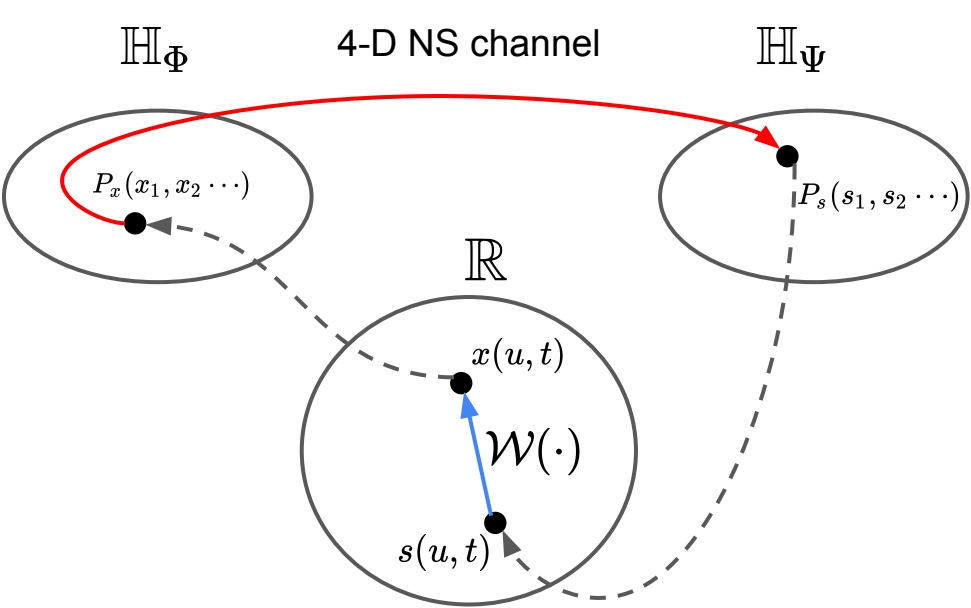 ℍ_Φ
4-D NS channel
ℍ_Ψ
P_x(x_1, x_2 ⋯)
P_s(s_1, s_2 ⋯)
ℝ
x(u, t)
𝒲(·)
s(u, t)